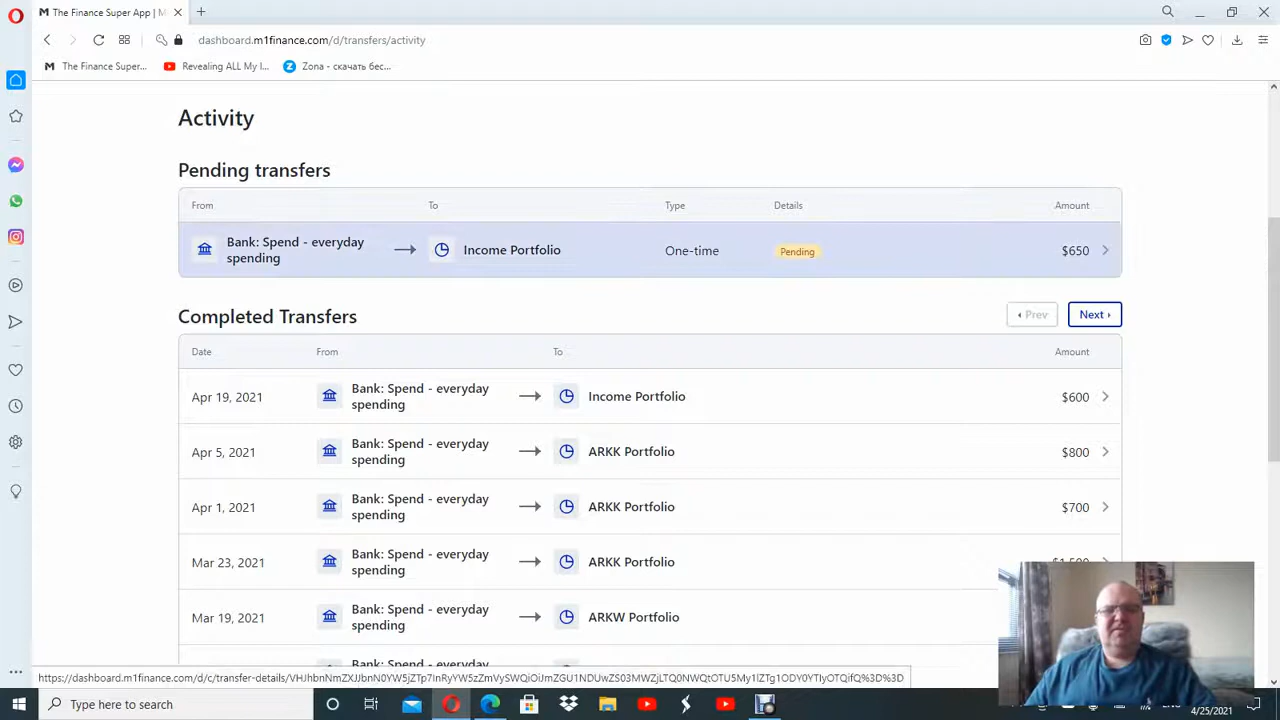 The Finance Super App | M
dashboard.m1finance.com/d/transfers/activity
The Finance Super...
Revealing ALL My I...
Zona - скачать бес...
Activity
Pending transfers
From To Type Details Amount
Bank: Spend - everyday
spending
Income Portfolio One-time Pending $650
Completed Transfers
Prev Next
Date From To Amount
Apr 19, 2021 Bank: Spend - everyday
spending
Income Portfolio $600
Apr 5, 2021 Bank: Spend - everyday
spending
ARKK Portfolio $800
Apr 1, 2021 Bank: Spend - everyday
spending
ARKK Portfolio $700
Mar 23, 2021 Bank: Spend - everyday
spending
ARKK Portfolio
Mar 19, 2021 Bank: Spend - everyday
spending
ARKW Portfolio
Bank: Spend - everyday
Type here to search
4/25/2021